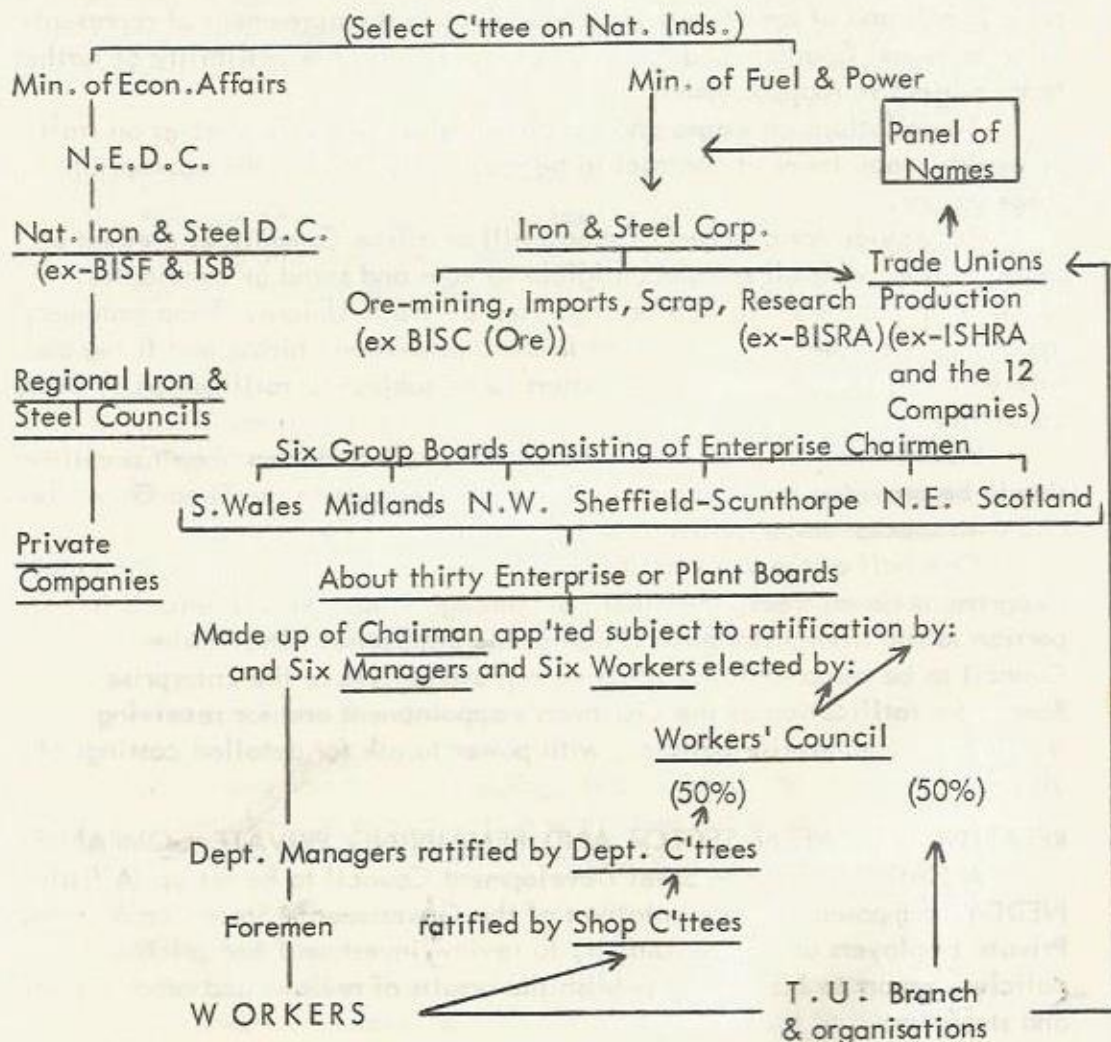 (Select C'ttee on Nat. Inds.)
Min. of Econ. Affairs
Min. of Fuel & Power
N.E.D.C.
Panel of
Names
Nat. Iron & Steel D.C.
(ex-BISF & ISB
Iron & Steel Corp.
Trade Unions
Ore-mining, Imports, Scrap, Research Production
(ex BISC (Ore)) (ex-BISRA) (ex-ISHRA
and the 12
Companies)
Regional Iron &
Steel Councils
Six Group Boards consisting of Enterprise Chairmen
S. Wales Midlands N.W. Sheffield-Scunthorpe N.E. Scotland
Private
Companies
About thirty Enterprise or Plant Boards
Made up of Chairman app'ted subject to ratification by:
and Six Managers and Six Workers elected by:
Workers' Council
(50%) (50%)
Dept. Managers ratified by Dept. C'ttees
Foremen ratified by Shop C'ttees
WORKERS
T.U. Branch
& organisations